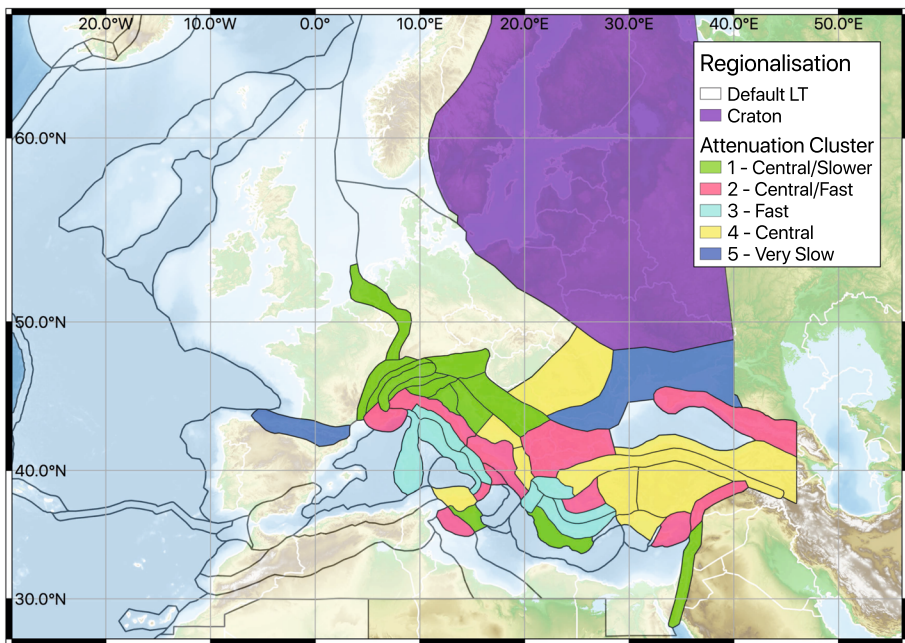 20.0°W 10.0°W 0.0° 10.0°E 20.0°E 30.0°E 40.0°E 50.0°E
Regionalisation
Default LT
Craton
60.0°N
Attenuation Cluster
1 - Central/Slower
2 - Central/Fast
3 - Fast
4 - Central
5 - Very Slow
50.0°N
40.0°N
30.0°N